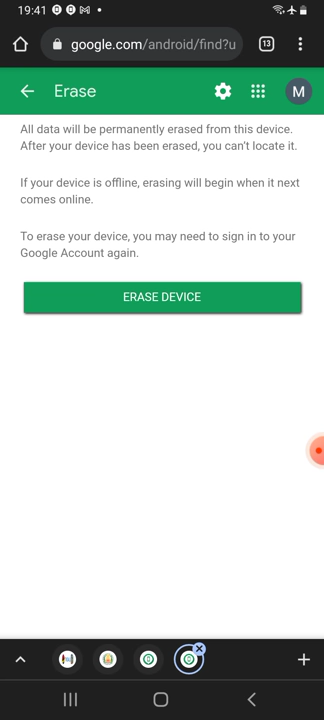 19:41
google.com/android/find?u
13
Erase
M
All data will be permanently erased from this device.
After your device has been erased, you can't locate it.
If your device is offline, erasing will begin when it next
comes online.
To erase your device, you may need to sign in to your
Google Account again.
ERASE DEVICE